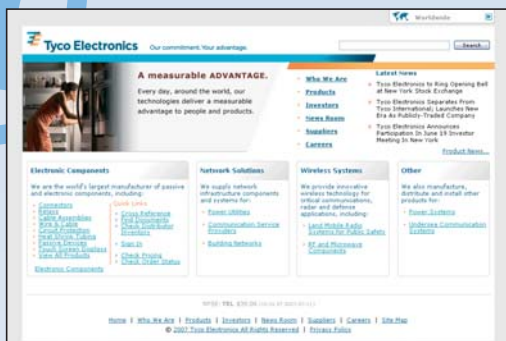 Worldwide
Tyco Electronics
Our commitment. Your advantage.
Search
A measurable ADVANTAGE.
Every day, around the world, our
technologies deliver a measurable
advantage to people and products.
Who We Are
Products
Investors
News Room
Suppliers
Careers
Latest News
Tyco Electronics to Ring Opening Bell
at New York Stock Exchange
Tyco Electronics Separates From
Tyco International; Launches New
Era As Publicly-Traded Company
Tyco Electronics Announces
Participation In June 19 Investor
Meeting In New York
Product News...
Electronic Components
We are the world's largest manufacturer of passive
and electronic components, including:
Connectors
Relays
Cable Assemblies
Wire & Cable
Circuit Protection
Heat Shrink Tubing
Passive Devices
Touch Screen Displays
View All Products
Electronic Components
Quick Links
Cross Reference
Find Documents
Check Distributor
Inventory
Sign In
Check Pricing
Check Order Status
Network Solutions
We supply network
infrastructure components
and systems for:
Power Utilities
Communication Service
Providers
Building Networks
Wireless Systems
We provide innovative
wireless technology for
critical communications,
radar and defense
applications, including:
Land Mobile Radio
Systems for Public Safety
RF and Microwave
Components
Other
We also manufacture,
distribute and install other
products for:
Power Systems
Undersea Communication
Systems
NYSE: TEL
Home | Who We Are | Products | Investors | News Room | Suppliers | Careers | Site Map
© 2007 Tyco Electronics All Rights Reserved | Privacy Policy